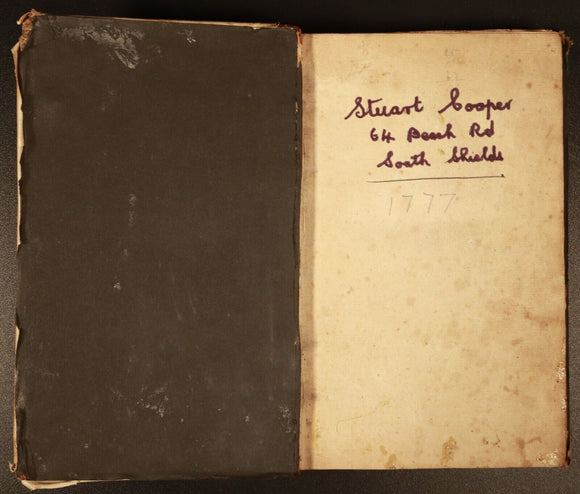 Stuart Cooper
64 Beach Rd
South Shields
1777